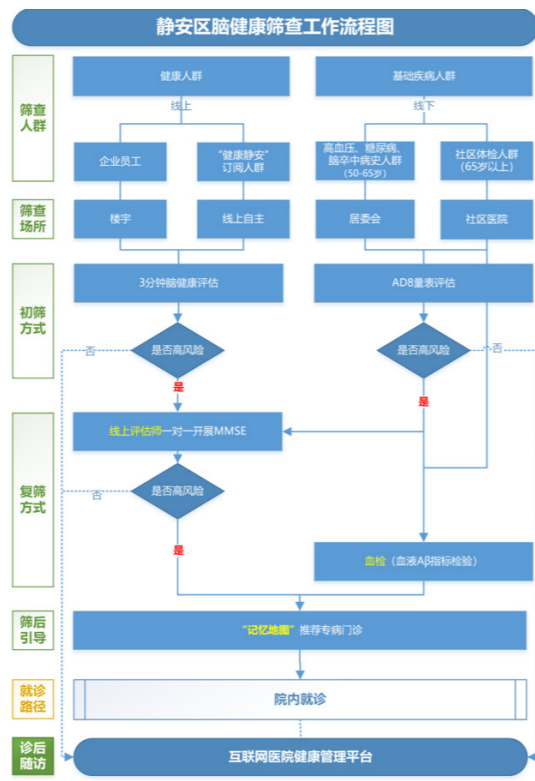 静安区脑健康筛查工作流程图
筛查
人群
健康人群
基础疾病人群
线上
线下
企业员工
“健康静安”
订阅人群
高血压、糖尿病、
脑卒中病史人群
(50-65岁)
社区体检人群
(65岁以上)
筛查
场所
楼宇
线上自主
居委会
社区医院
初筛
方式
3分钟脑健康评估
AD8量表评估
是否高风险
是否高风险
否
否
是
是
复筛
方式
线上评估师一对一开展MMSE
是否高风险
否
是
血检（血液Aβ指标检验）
筛后
引导
“记忆地图”推荐专病门诊
就诊
路径
院内就诊
诊后
随访
互联网医院健康管理平台